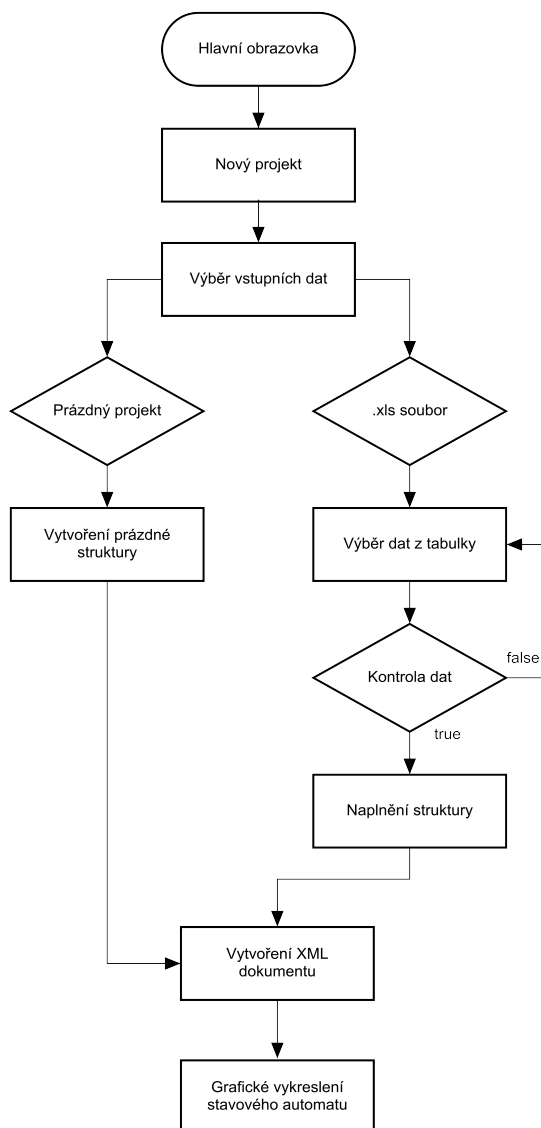 Hlavní obrazovka
Nový projekt
Výběr vstupních dat
Prázdný projekt
.xls soubor
Vytvoření prázdné
struktury
Výběr dat z tabulky
false
Kontrola dat
true
Naplnění struktury
Vytvoření XML
dokumentu
Grafické vykreslení
stavového automatu